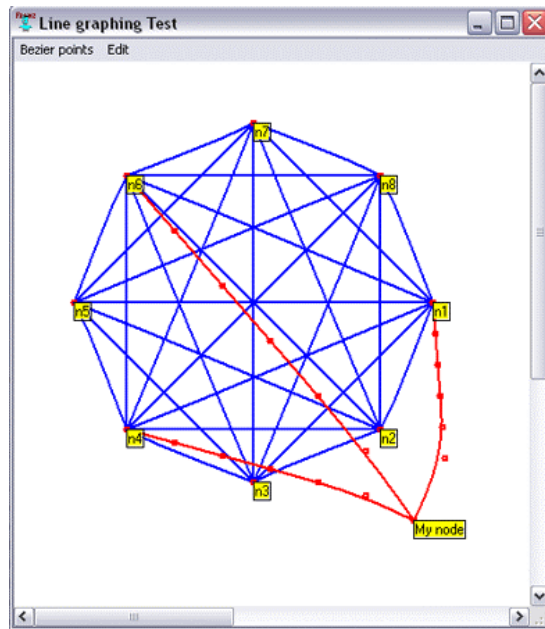 Line graphing Test
Bezier points Edit
n7
n6
n8
n5
n1
n4
n2
n3
My node